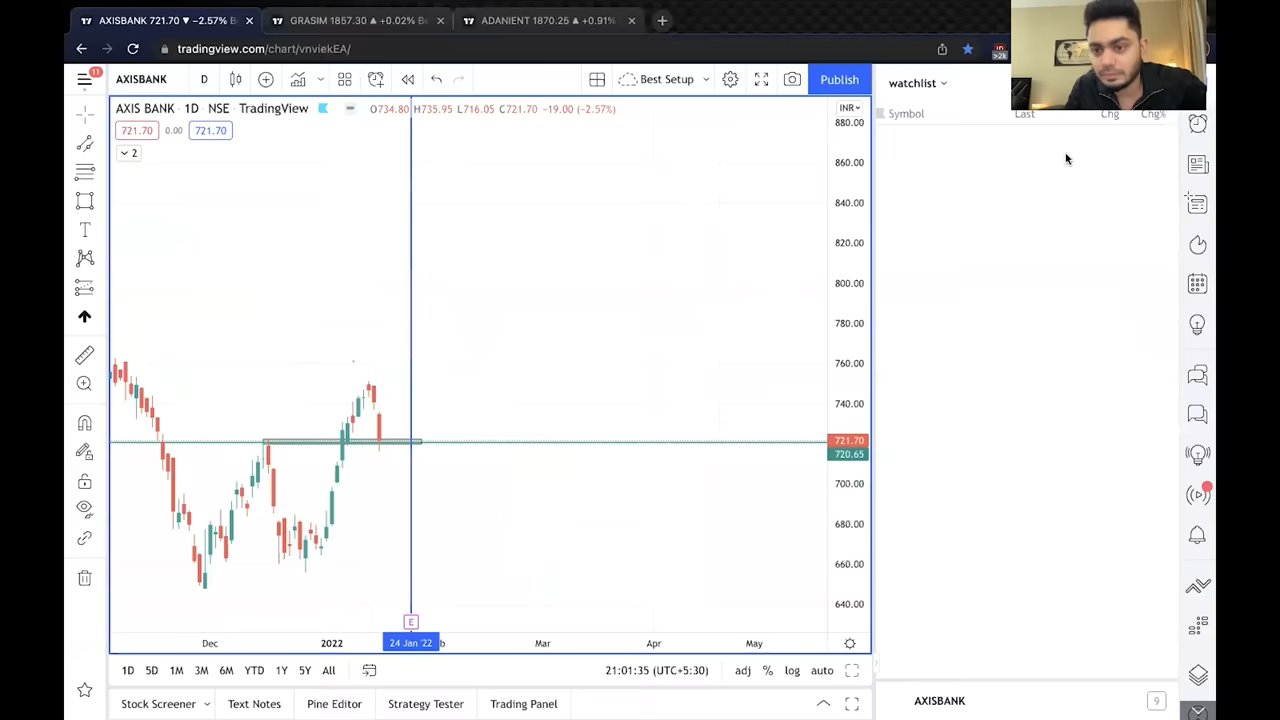 AXISBANK 721.70 ▼ −2.57% B
GRASIM 1857.30 ▲ +0.02% B
ADANIENT 1870.25 ▲ +0.91%
tradingview.com/chart/vnviekEA/
>2k
11
AXISBANK
D
Best Setup
Publish
watchlist
AXIS BANK · 1D · NSE · TradingView
O734.80 H735.95 L716.05 C721.70 −19.00 (−2.57%)
INR
Symbol
Last
Chg
Chg%
721.70
0.00
721.70
2
880.00
860.00
840.00
820.00
800.00
780.00
760.00
740.00
721.70
720.65
700.00
680.00
660.00
640.00
E
Dec
2022
24 Jan '22
b
Mar
Apr
May
1D
5D
1M
3M
6M
YTD
1Y
5Y
All
21:01:35 (UTC+5:30)
adj
%
log
auto
Stock Screener
Text Notes
Pine Editor
Strategy Tester
Trading Panel
AXISBANK
9